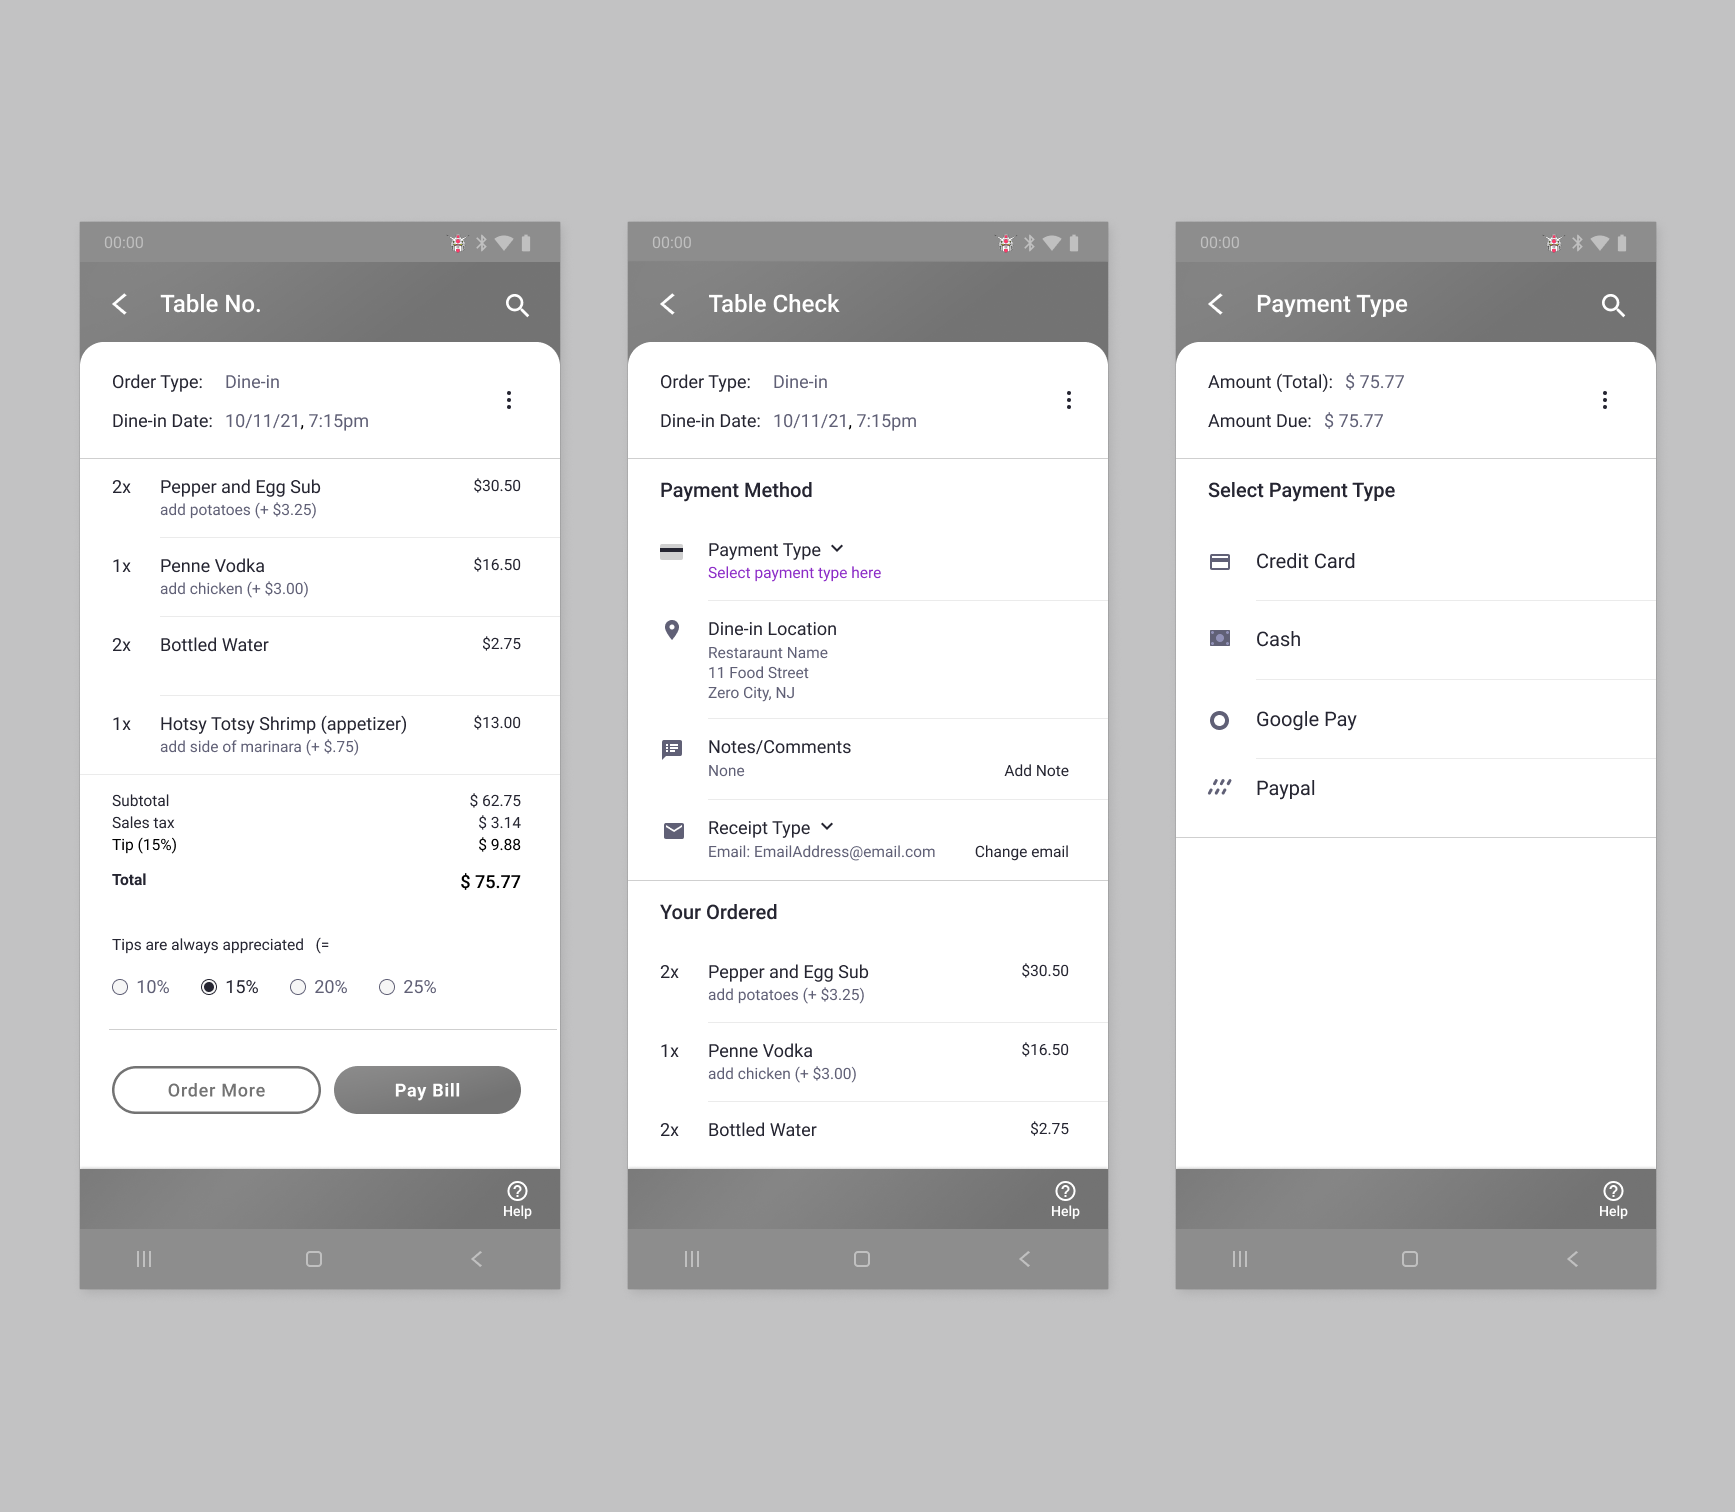 00:00
Table No.
Order Type: Dine-in
Dine-in Date: 10/11/21, 7:15pm
2x Pepper and Egg Sub $30.50
add potatoes (+ $3.25)
1x Penne Vodka $16.50
add chicken (+ $3.00)
2x Bottled Water $2.75
1x Hotsy Totsy Shrimp (appetizer) $13.00
add side of marinara (+ $.75)
Subtotal $ 62.75
Sales tax $ 3.14
Tip (15%) $ 9.88
Total $ 75.77
Tips are always appreciated (=
10% 15% 20% 25%
Order More Pay Bill
Help
00:00
Table Check
Order Type: Dine-in
Dine-in Date: 10/11/21, 7:15pm
Payment Method
Payment Type
Select payment type here
Dine-in Location
Restaraunt Name
11 Food Street
Zero City, NJ
Notes/Comments
None Add Note
Receipt Type
Email: EmailAddress@email.com Change email
Your Ordered
2x Pepper and Egg Sub $30.50
add potatoes (+ $3.25)
1x Penne Vodka $16.50
add chicken (+ $3.00)
2x Bottled Water $2.75
Help
00:00
Payment Type
Amount (Total): $ 75.77
Amount Due: $ 75.77
Select Payment Type
Credit Card
Cash
Google Pay
Paypal
Help